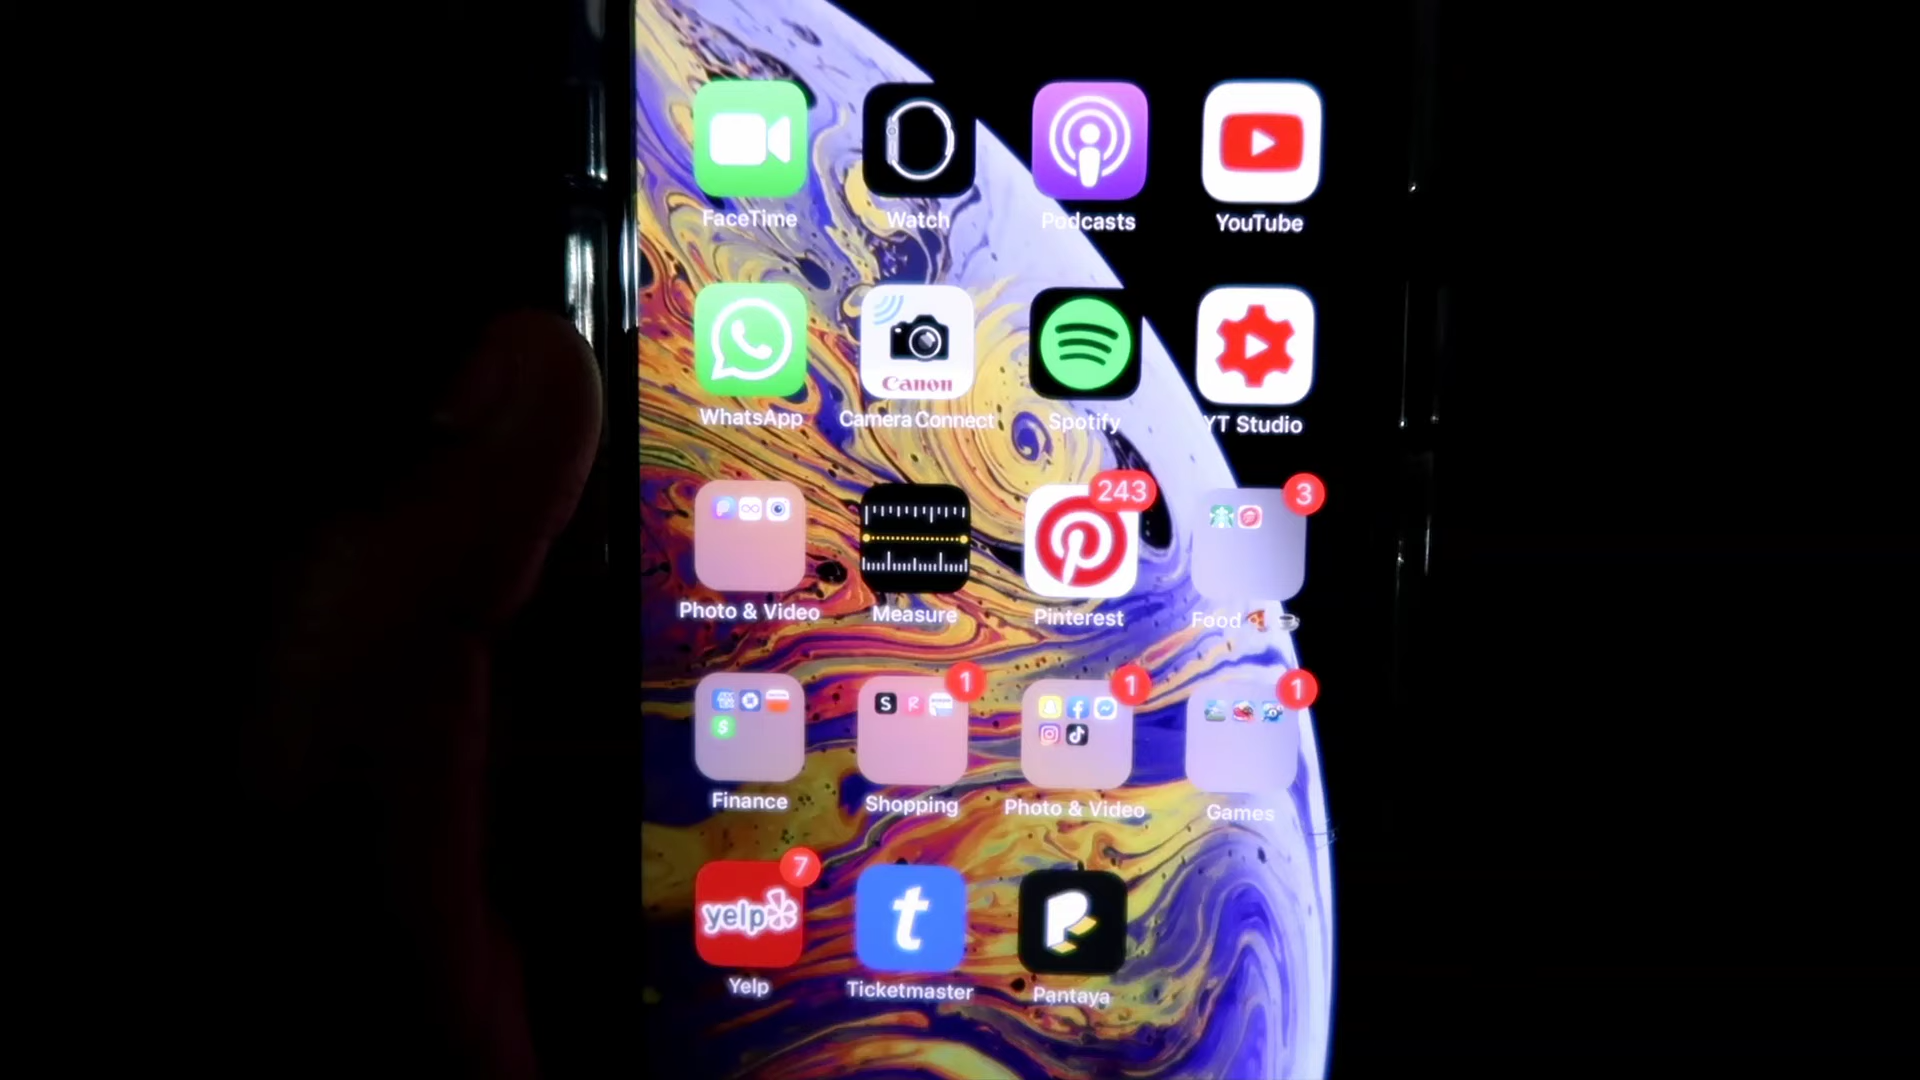 FaceTime
Watch
Podcasts
YouTube
Canon
WhatsApp
Camera Connect
Spotify
YT Studio
243
3
Photo & Video
Measure
Pinterest
Food
1
1
1
S
R
$
Finance
Shopping
Photo & Video
Games
7
yelp
t
Yelp
Ticketmaster
Pantaya